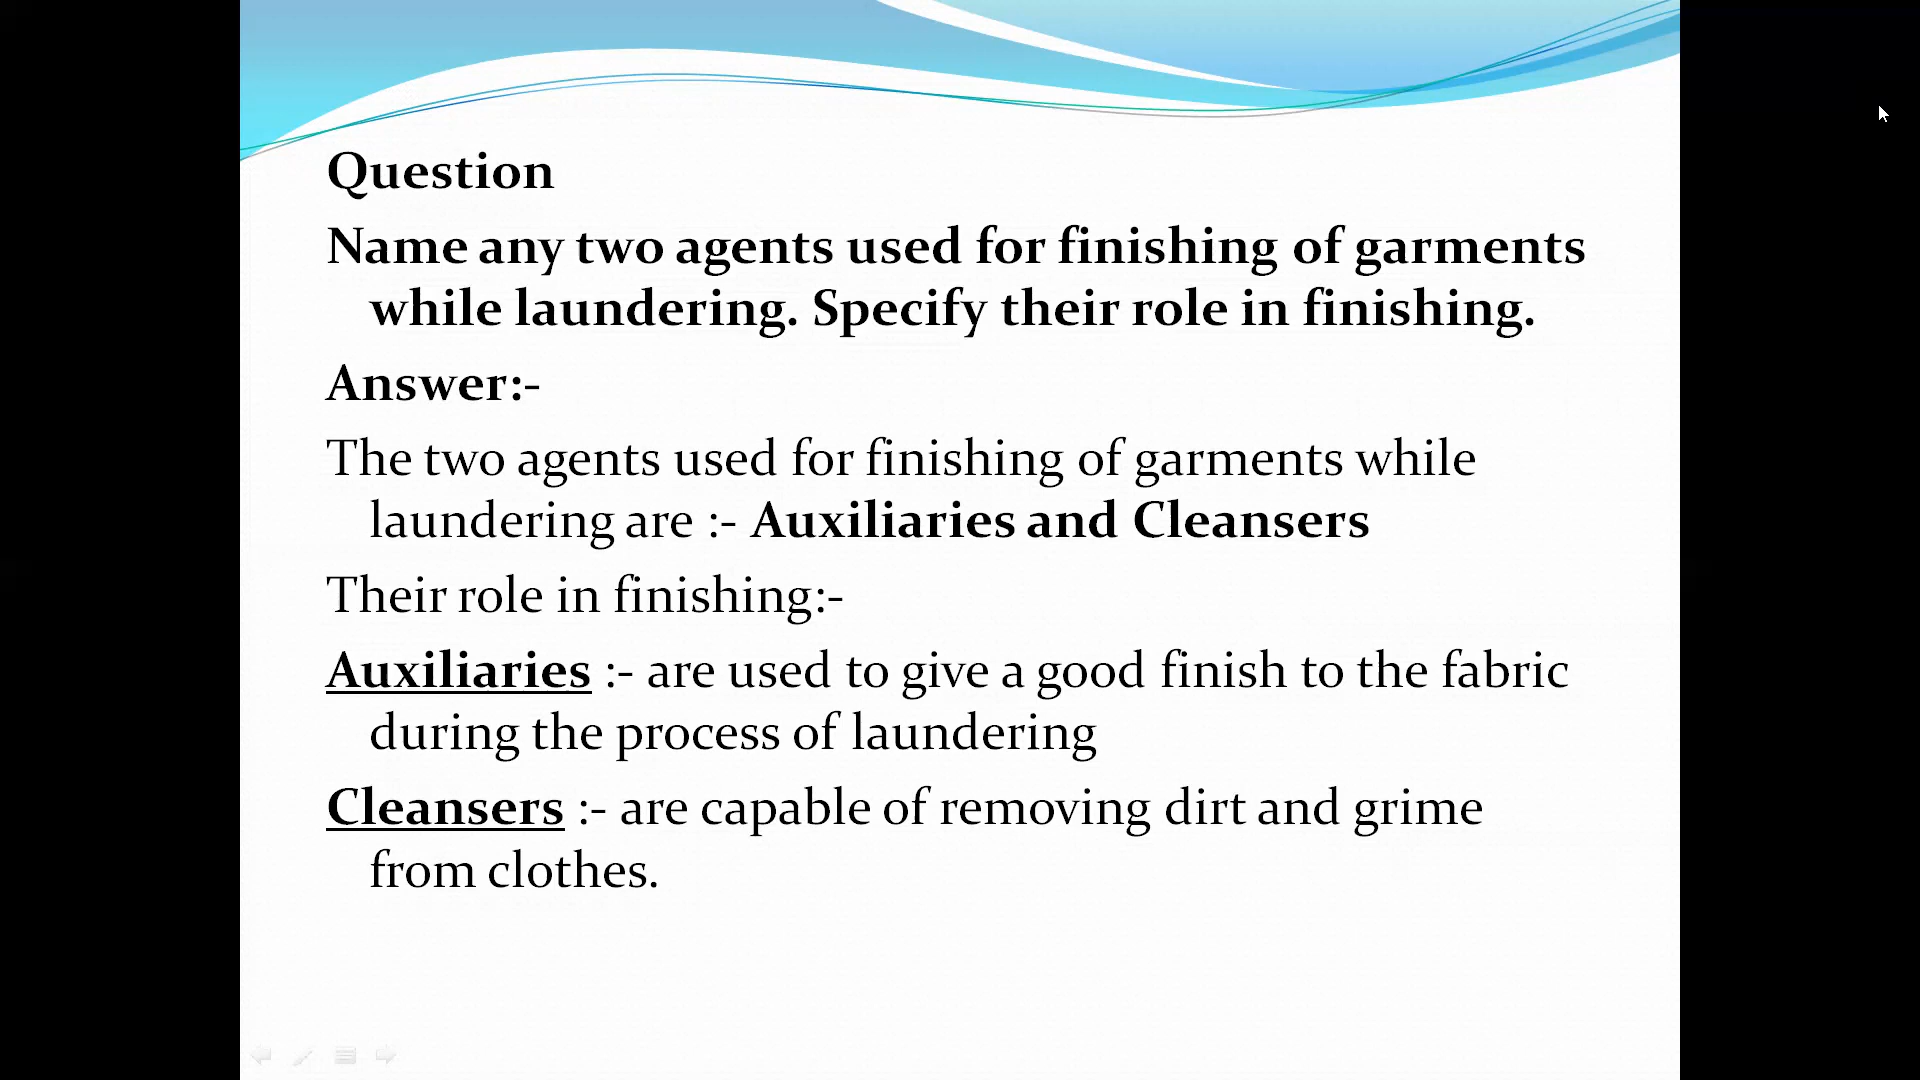 Question
Name any two agents used for finishing of garments
while laundering. Specify their role in finishing.
Answer:-
The two agents used for finishing of garments while
laundering are :- Auxiliaries and Cleansers
Their role in finishing:-
Auxiliaries :- are used to give a good finish to the fabric
during the process of laundering
Cleansers :- are capable of removing dirt and grime
from clothes.